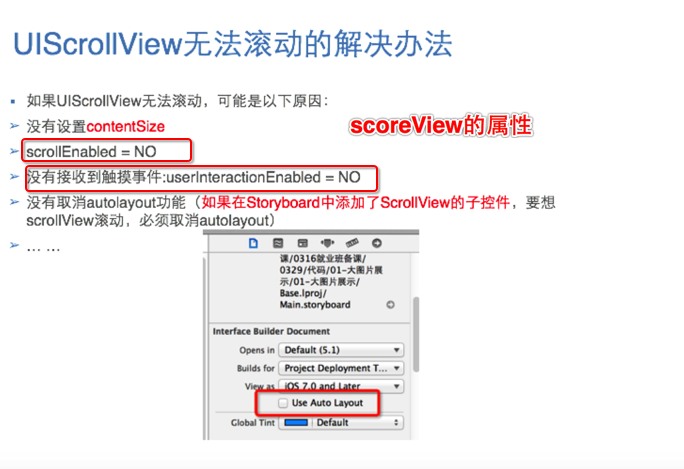 UIScrollView无法滚动的解决办法
如果UIScrollView无法滚动，可能是以下原因：
没有设置contentSize
scoreView的属性
scrollEnabled = NO
没有接收到触摸事件:userInteractionEnabled = NO
没有取消autolayout功能（如果在Storyboard中添加了ScrollView的子控件，要想
scrollView滚动，必须取消autolayout）
... ...
课/0316就业班备课/
0329/代码/01-大图片展
示/01-大图片展示/
Base.lproj/
Main.storyboard
Interface Builder Document
Opens in Default (5.1)
Builds for Project Deployment T...
View as iOS 7.0 and Later
Use Auto Layout
Global Tint Default